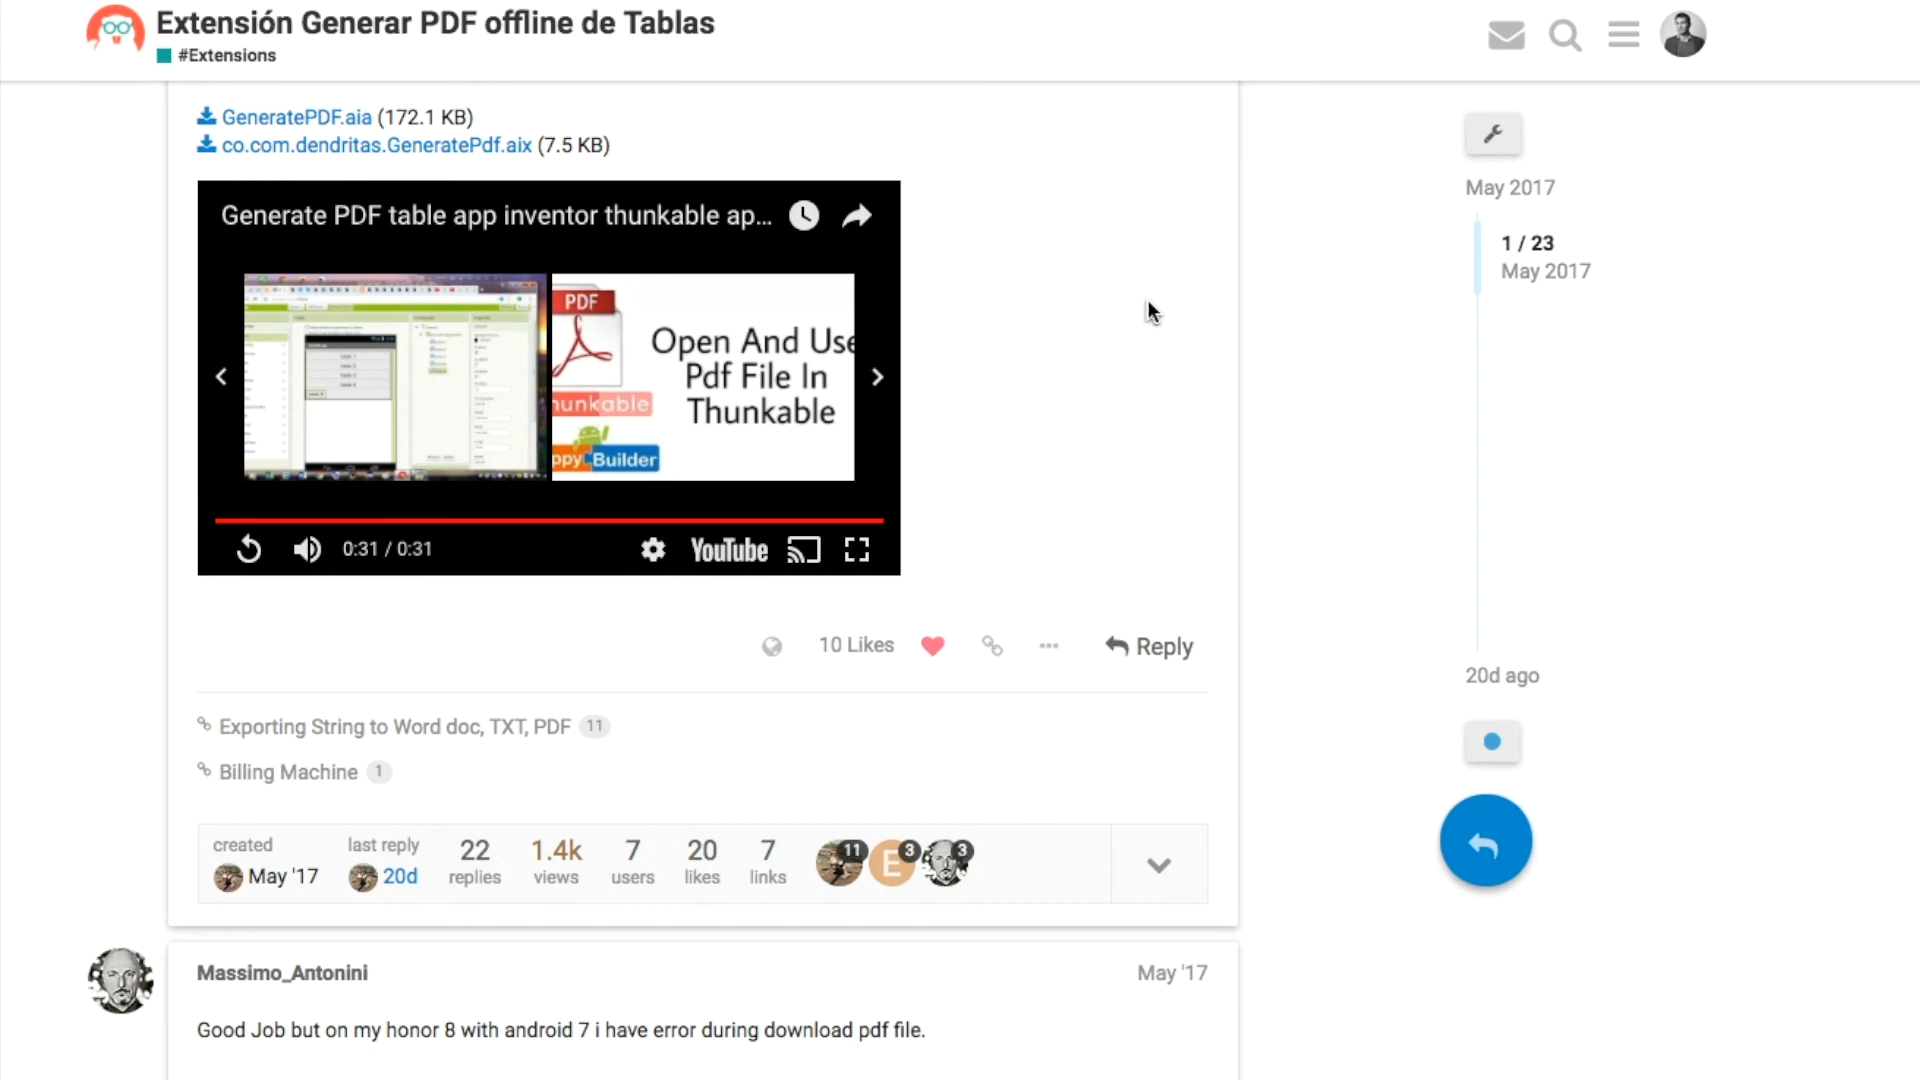 Extensión Generar PDF offline de Tablas
#Extensions
GeneratePDF.aia (172.1 KB)
co.com.dendritas.GeneratePdf.aix (7.5 KB)
Generate PDF table app inventor thunkable ap...
PDF
Open And Use
Pdf File In
Thunkable
hunkable
ppy Builder
0:31 / 0:31
YouTube
10 Likes
Reply
Exporting String to Word doc, TXT, PDF 11
Billing Machine 1
created
May '17
last reply
20d
22
replies
1.4k
views
7
users
20
likes
7
links
11
E
3
3
Massimo_Antonini
May '17
Good Job but on my honor 8 with android 7 i have error during download pdf file.
May 2017
1 / 23
May 2017
20d ago